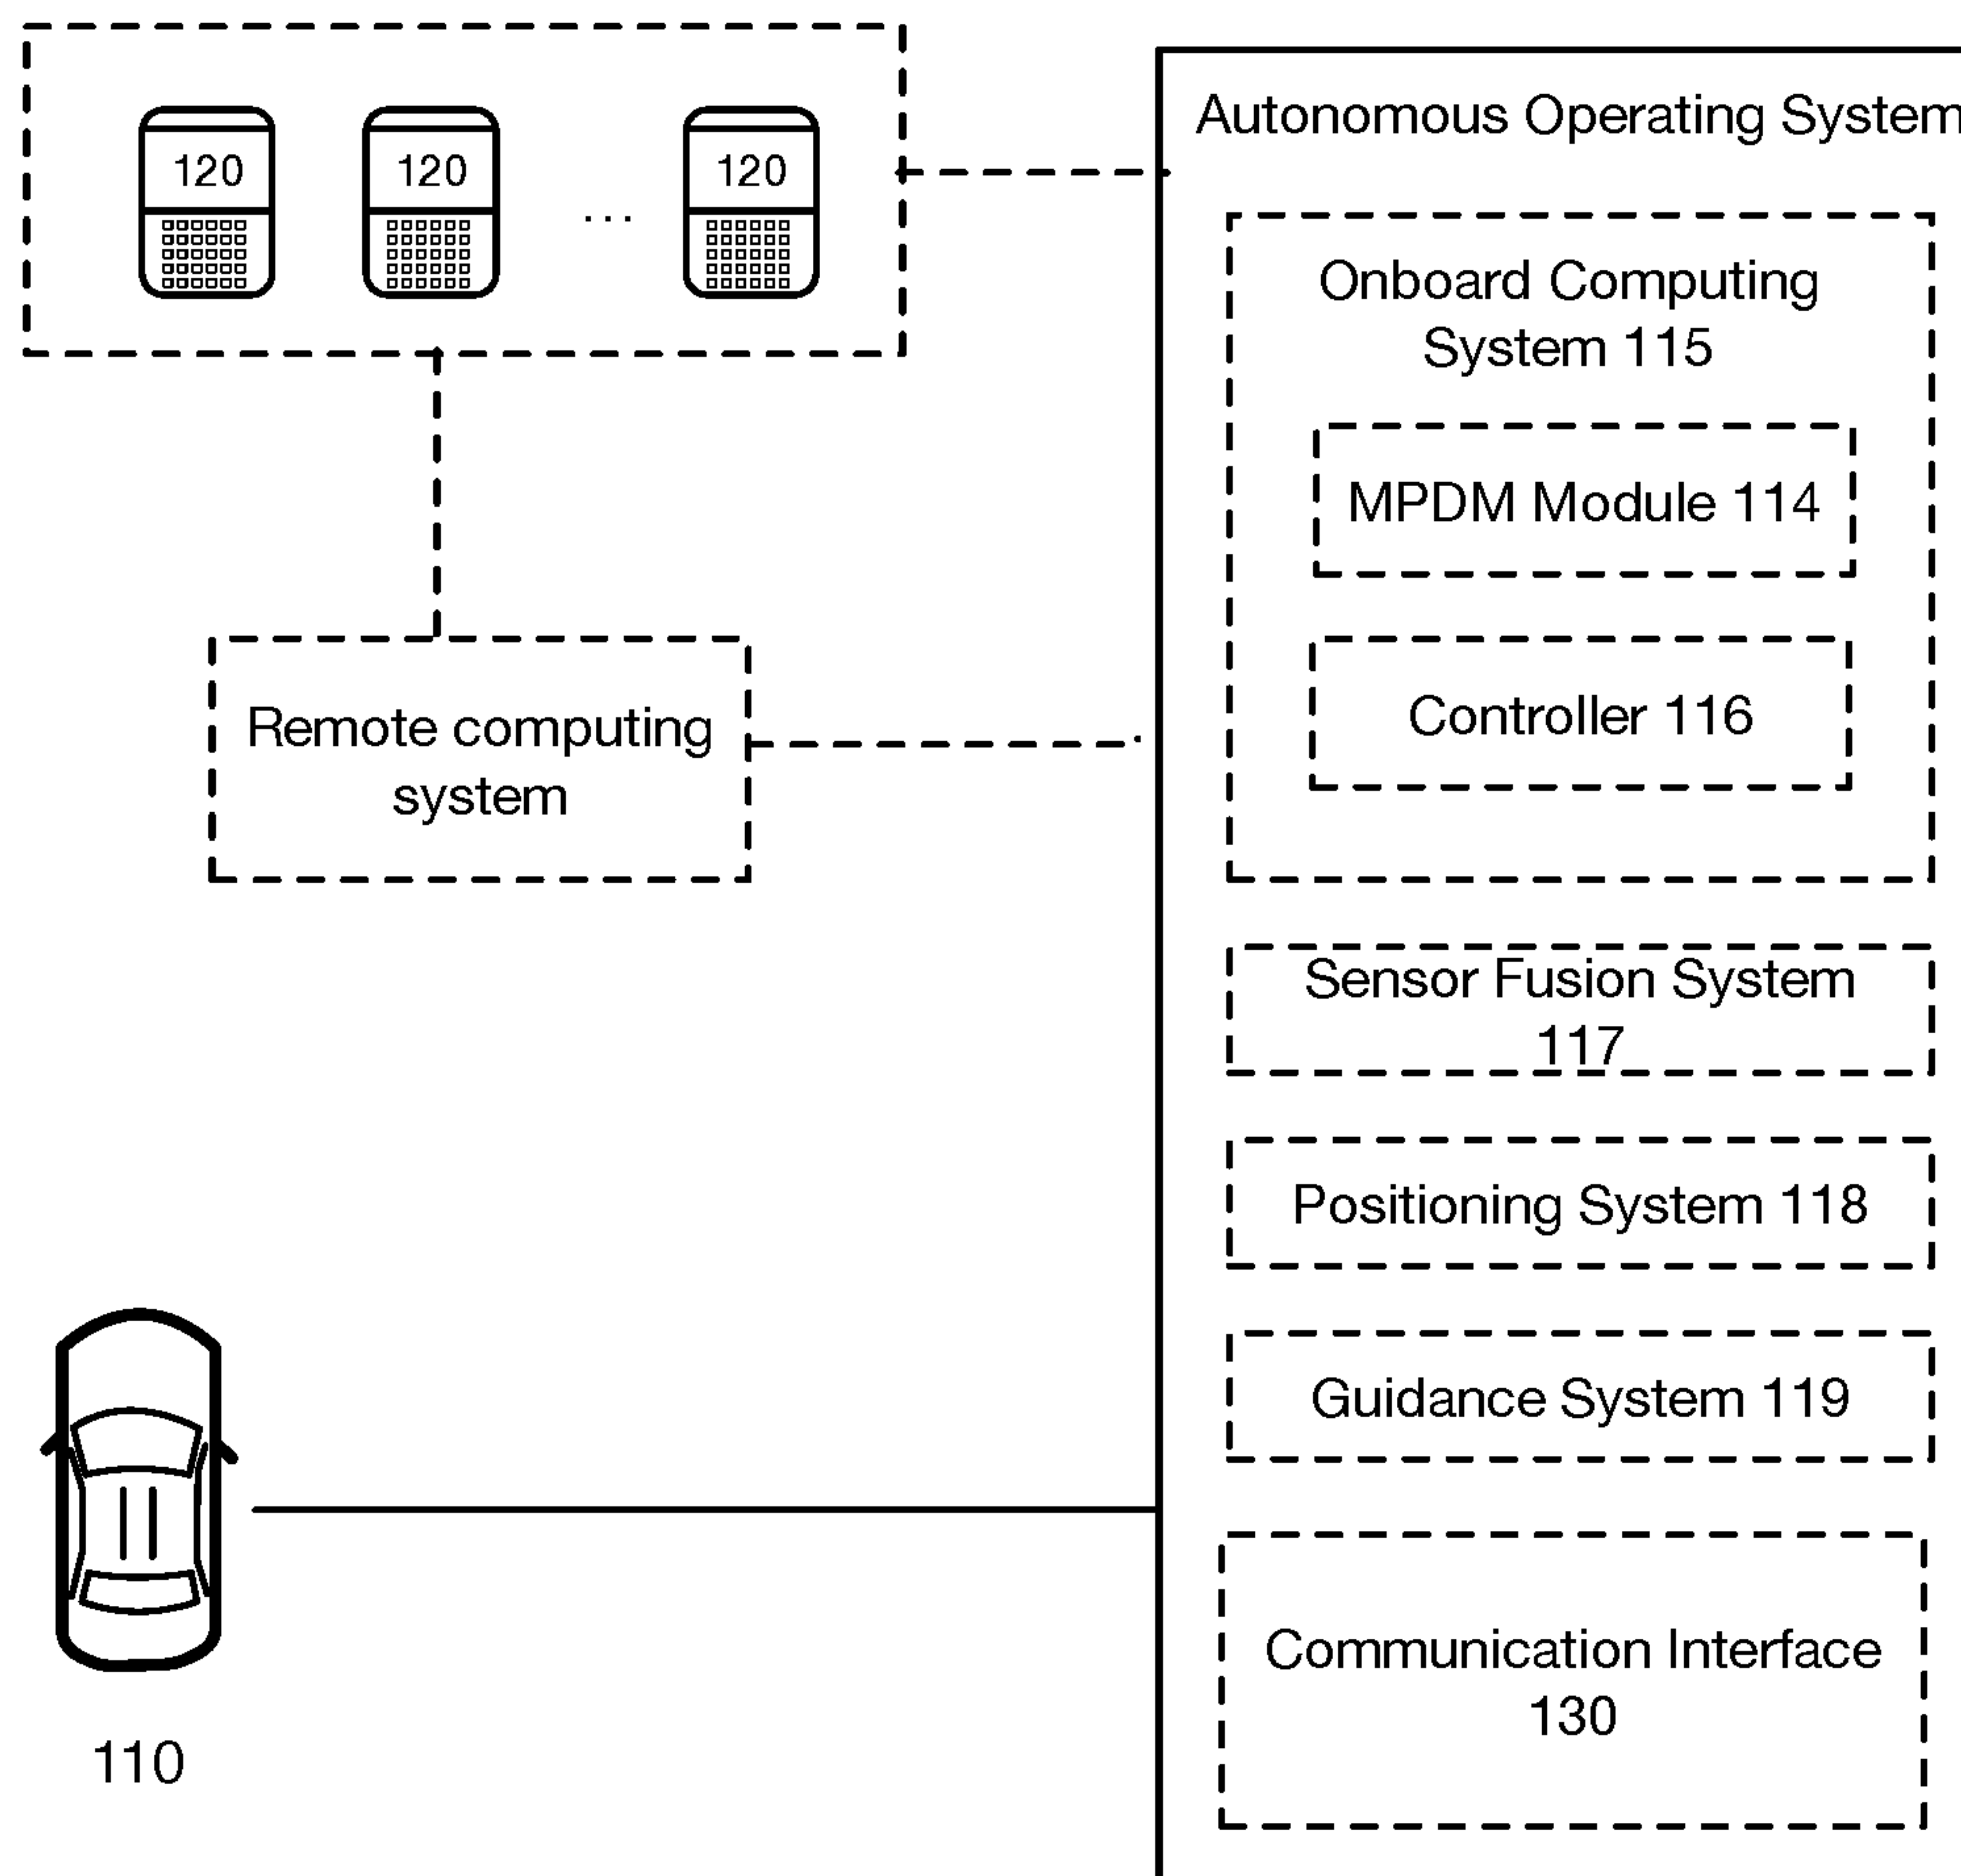 120 120 ... 120
Autonomous Operating System
Onboard Computing
System 115
MPDM Module 114
Controller 116
Remote computing
system
Sensor Fusion System
117
Positioning System 118
Guidance System 119
Communication Interface
130
110